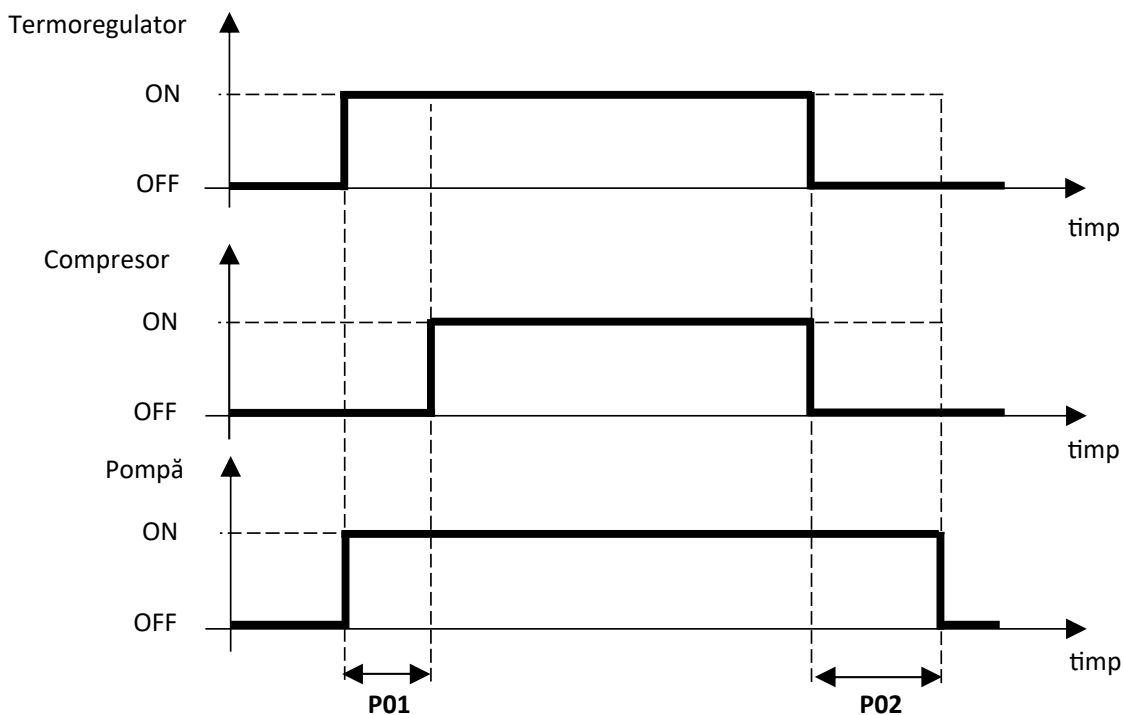 Termoregulator
ON
OFF
timp
Compresor
ON
OFF
timp
Pompă
ON
OFF
timp
P01 P02